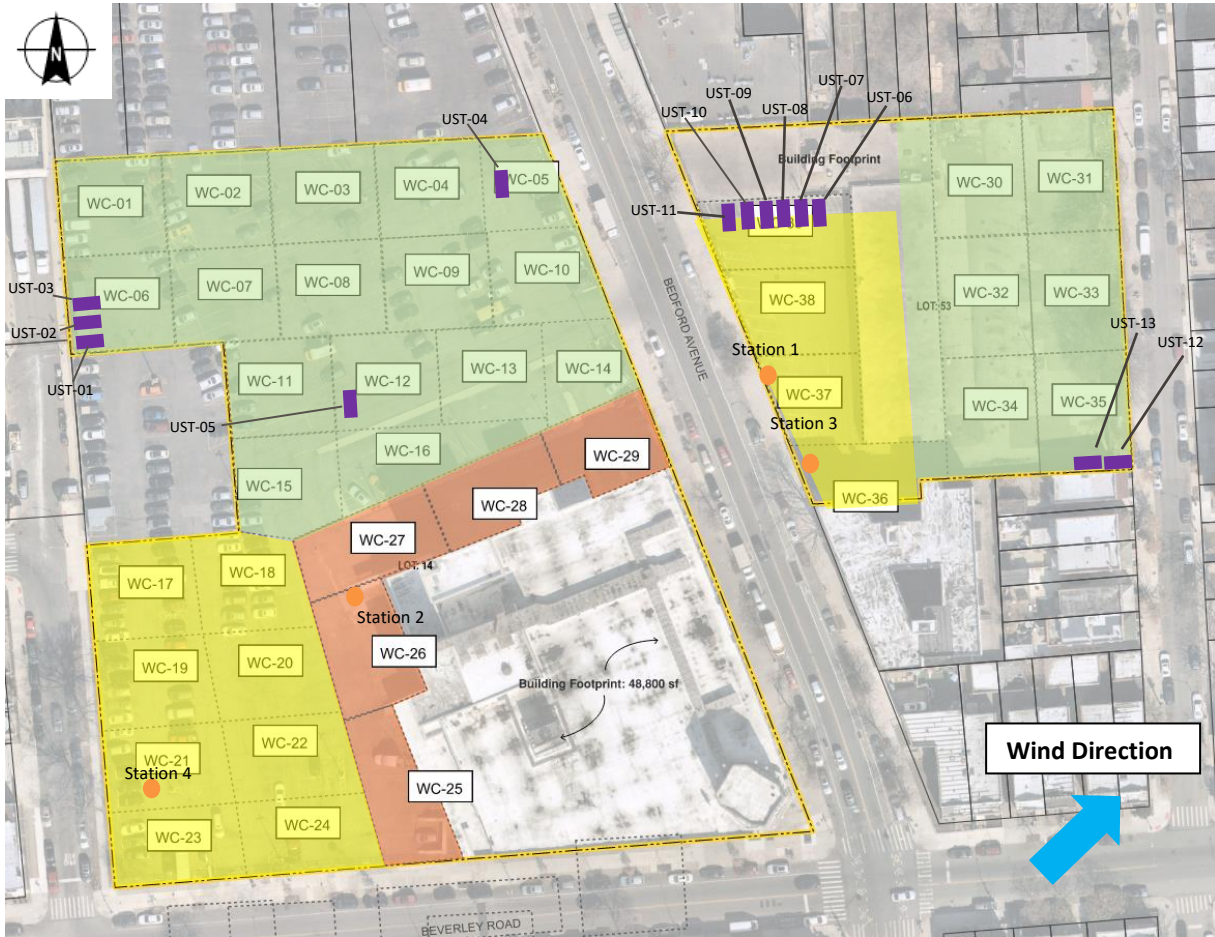 N
UST-07
UST-09
UST-08
UST-06
UST-10
UST-04
Building Footprint
WC-05
WC-01
WC-02
WC-03
WC-04
WC-30
WC-31
UST-11
WC-06
WC-07
WC-08
WC-09
WC-10
UST-03
UST-02
UST-01
BEDFORD AVENUE
WC-38
LOT: 53
WC-32
WC-33
UST-13
UST-12
Station 1
WC-11
WC-12
WC-13
WC-14
WC-37
WC-34
WC-35
UST-05
Station 3
WC-16
WC-29
WC-15
WC-28
WC-36
WC-27
LOT: 14
WC-17
WC-18
Station 2
WC-19
WC-20
WC-26
Building Footprint: 48,800 sf
WC-21
WC-22
Station 4
WC-25
WC-23
WC-24
Wind Direction
BEVERLEY ROAD